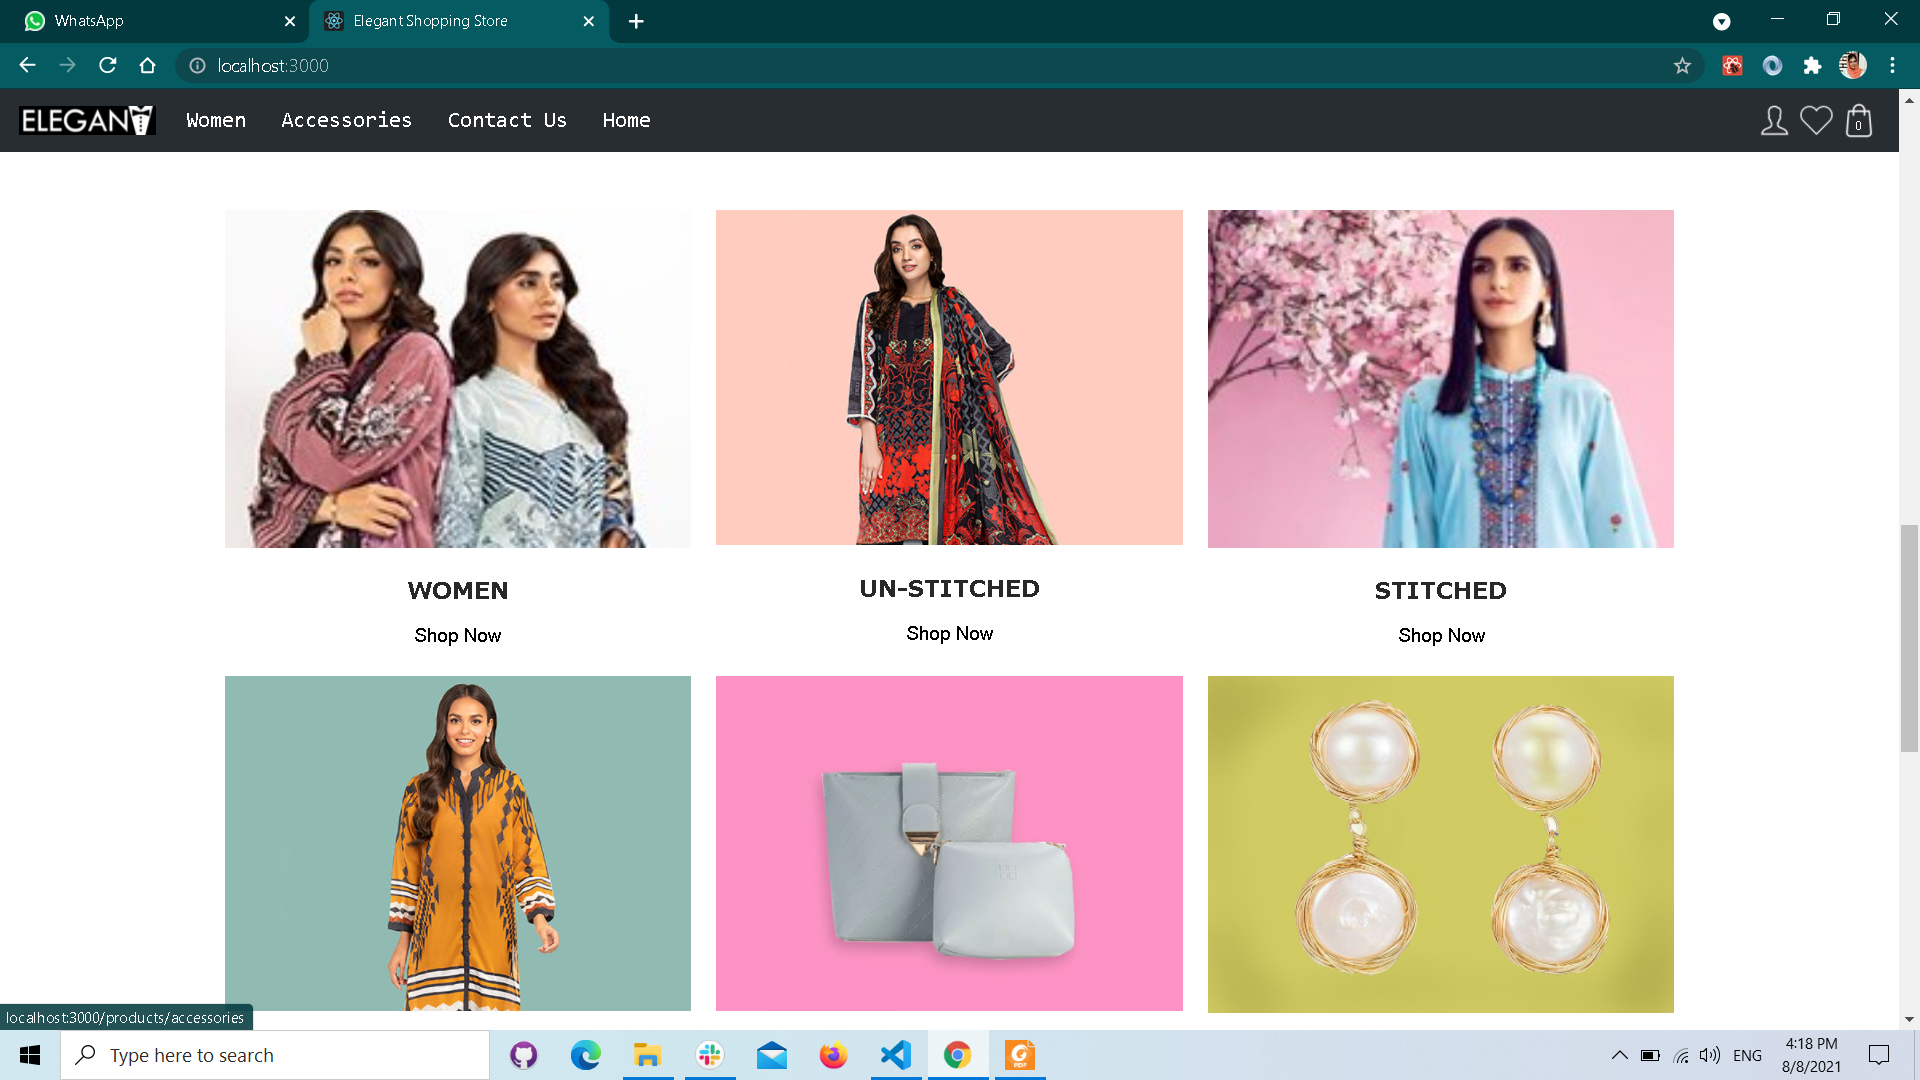 WhatsApp
Elegant Shopping Store
localhost:3000
ELEGANT
Women
Accessories
Contact Us
Home
0
WOMEN
UN-STITCHED
STITCHED
Shop Now
Shop Now
Shop Now
localhost:3000/products/accessories
Type here to search
PDF
ENG
4:18 PM
8/8/2021